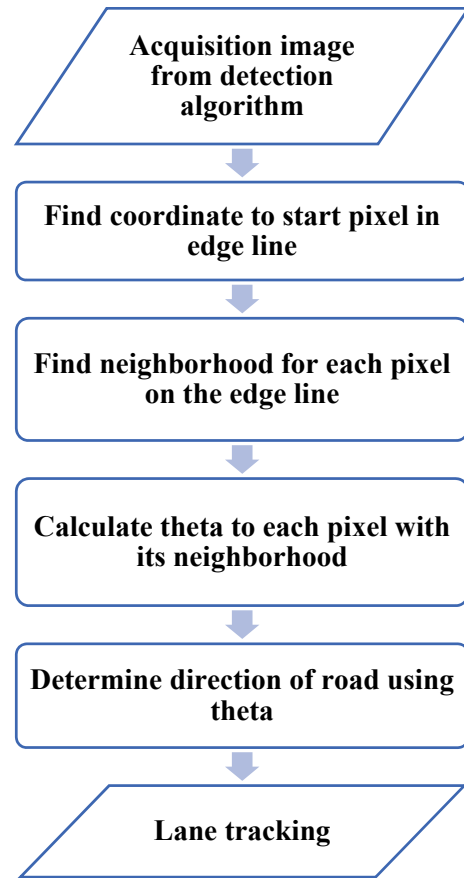 Acquisition image
from detection
algorithm
Find coordinate to start pixel in
edge line
Find neighborhood for each pixel
on the edge line
Calculate theta to each pixel with
its neighborhood
Determine direction of road using
theta
Lane tracking